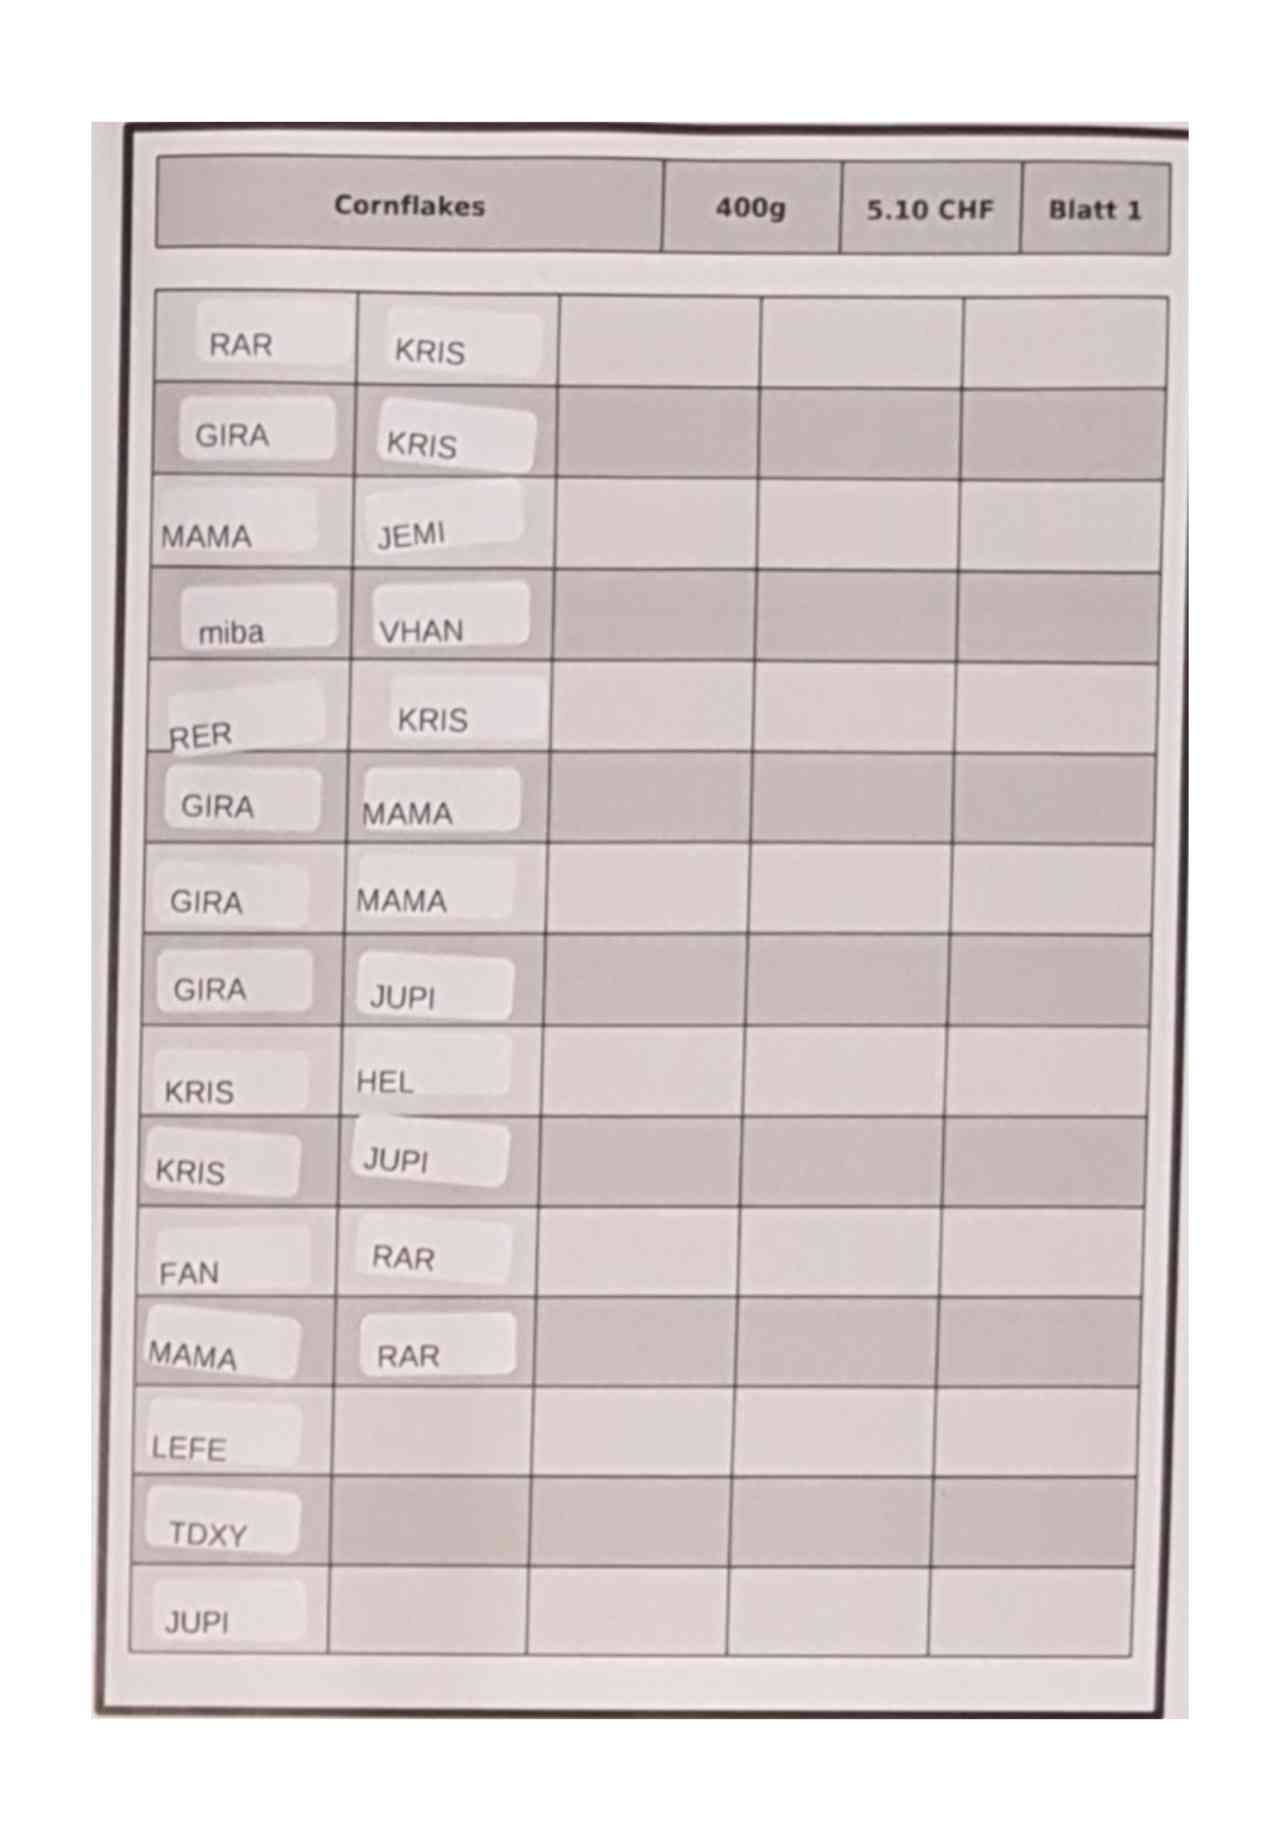 Cornflakes 400g 5.10 CHF Blatt 1
RAR KRIS
GIRA KRIS
MAMA JEMI
miba VHAN
RER KRIS
GIRA MAMA
GIRA MAMA
GIRA JUPI
KRIS HEL
KRIS JUPI
FAN RAR
MAMA RAR
LEFE
TDXY
JUPI